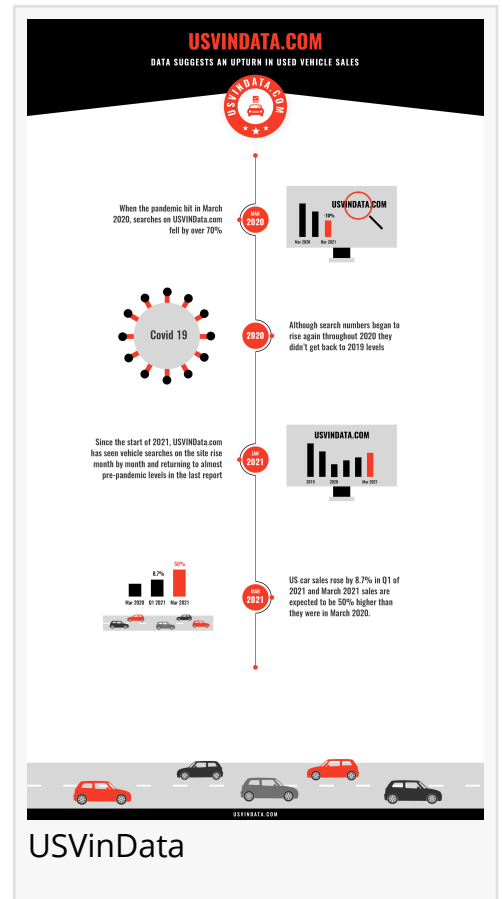 USVINDATA.COM
DATA SUGGESTS AN UPTURN IN USED VEHICLE SALES
USVINDATA.COM
When the pandemic hit in March
2020, searches on USVINData.com
fell by over 70%
MAR
2020
USVINDATA.COM
-70%
Mar 2020
Mar 2021
Covid 19
2020
Although search numbers began to
rise again throughout 2020 they
didn't get back to 2019 levels
Since the start of 2021, USVINData.com
has seen vehicle searches on the site rise
month by month and returning to almost
pre-pandemic levels in the last report
JAN
2021
USVINDATA.COM
2019
2020
Mar 2021
50%
8.7%
Mar 2020
Q1 2021
Mar 2021
MAR
2021
US car sales rose by 8.7% in Q1 of
2021 and March 2021 sales are
expected to be 50% higher than
they were in March 2020.
USVINDATA.COM
USVinData